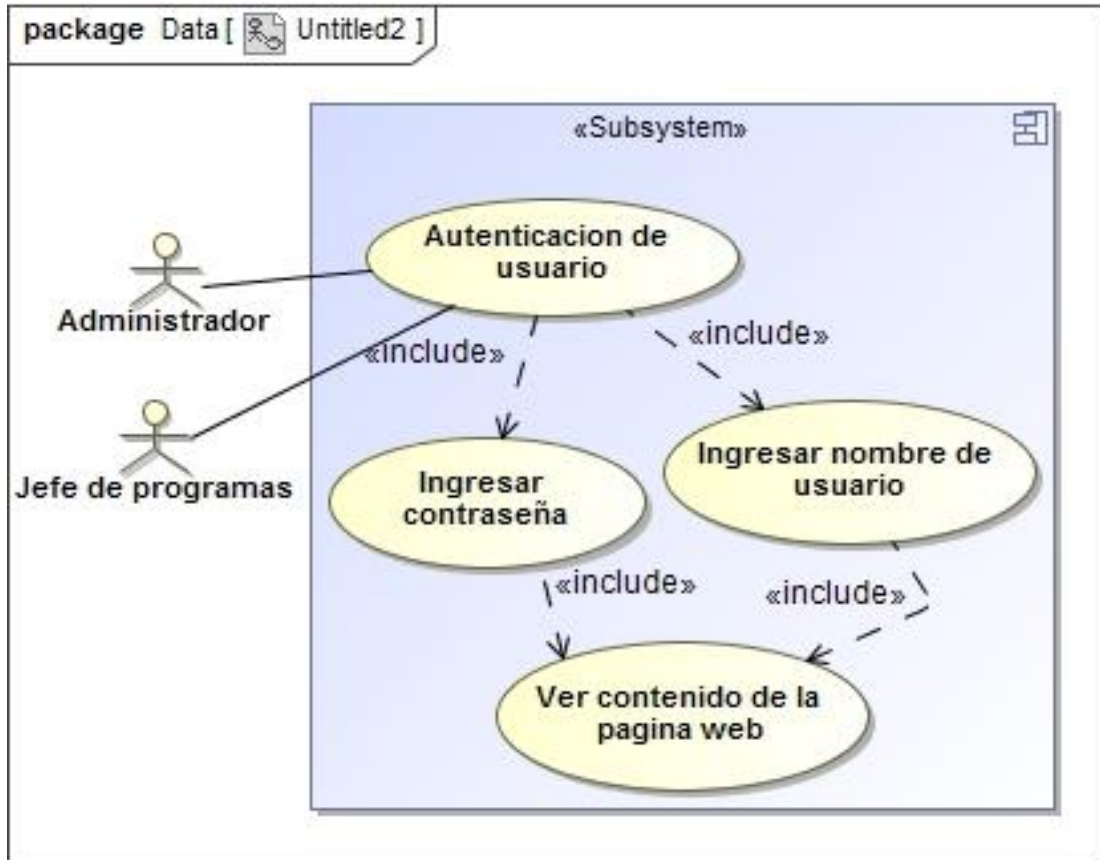 package Data [ Untitled2 ]
«Subsystem»
Autenticacion de
usuario
Administrador
«include»
«include»
Jefe de programas
Ingresar
contraseña
Ingresar nombre de
usuario
«include»
«include»
Ver contenido de la
pagina web